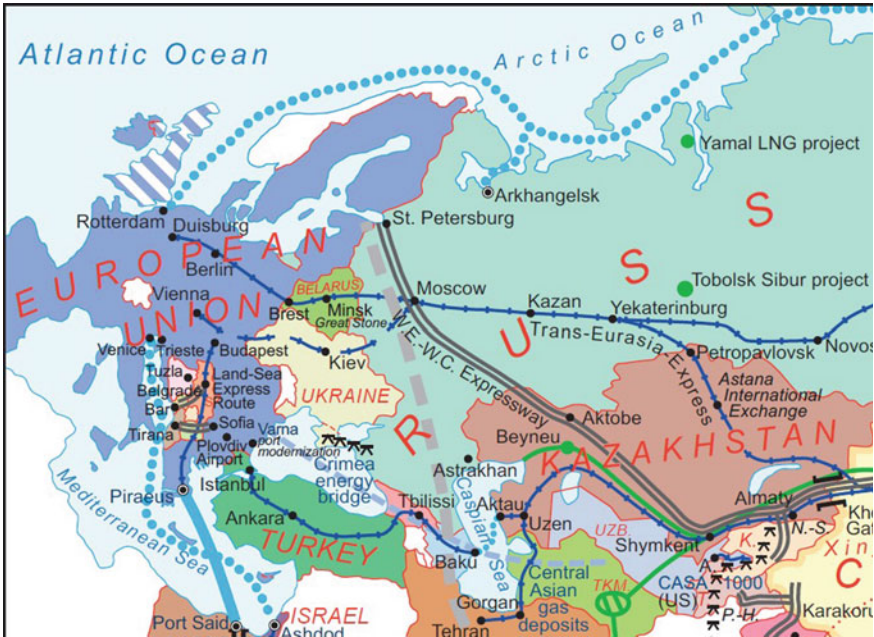 Atlantic Ocean
Arctic Ocean
Yamal LNG project
Arkhangelsk
Rotterdam
Duisburg
St. Petersburg
EUROPEAN
UNION
Berlin
RUSS
Tobolsk Sibur project
Vienna
BELARUS
Moscow
Kazan
Yekaterinburg
Brest
Minsk
Great Stone
Trans-Eurasia-Express
W.E.-W.C. Expressway
Venice
Trieste
Budapest
Kiev
Petropavlovsk
Novos
Tuzla
Land-Sea
Express
Route
Belgrade
UKRAINE
Astana
International
Exchange
Bar
Aktobe
Tirana
Sofia
Varna
port
modernization
Beyneu
KAZAKHSTAN
Plovdiv
Airport
Crimea
energy
bridge
Astrakhan
Mediterranean Sea
Piraeus
Istanbul
Tbilissi
Caspian Sea
Aktau
Uzen
Almaty
Kho
Gat
Ankara
TURKEY
UZB.
Shymkent
K.
N.-S.
Xin
Baku
A.
C
Central
Asian
gas
deposits
TKM
CASA 1000
(US)
T
Gorgan
P.-H.
Karakoru
Port Said
ISRAEL
Ashdod
Tehran